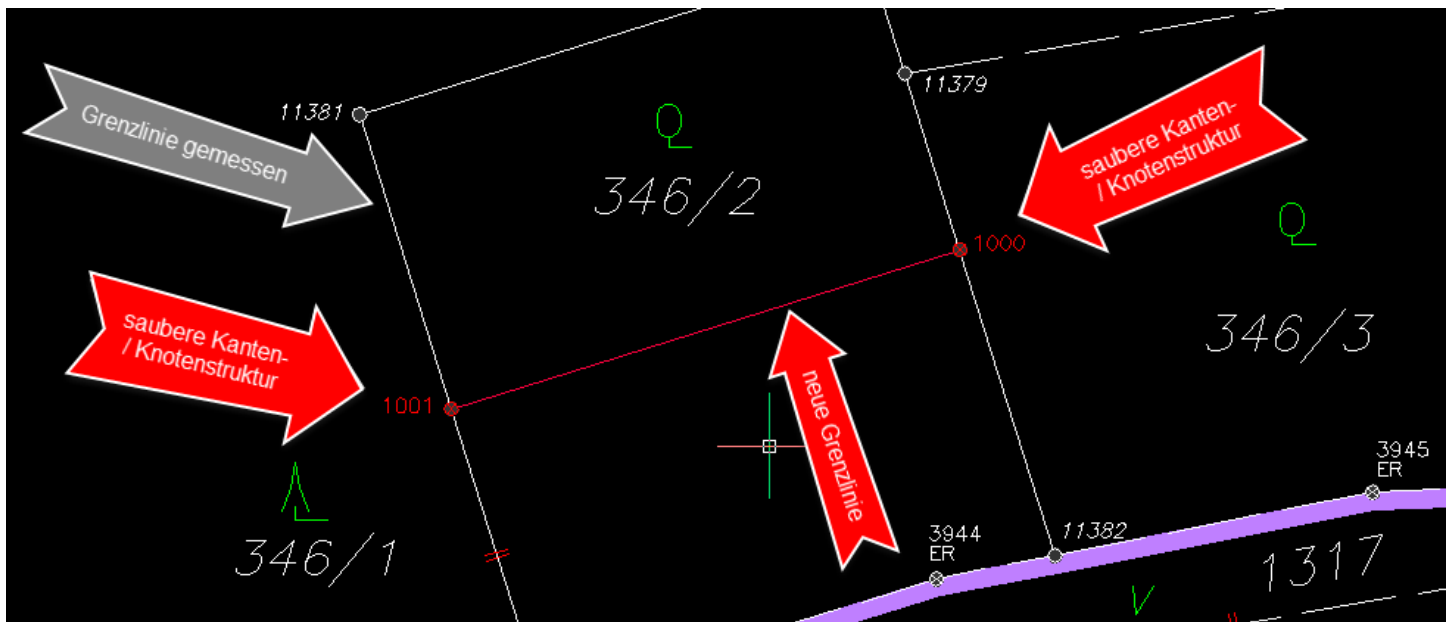 11381
11379
Grenzlinie gemessen
saubere Kanten-
/ Knotenstruktur
Q
346/2
Q
1000
346/3
saubere Kanten-
/ Knotenstruktur
1001
neue Grenzlinie
346/1
3945
ER
3944
ER
11382
1317
V